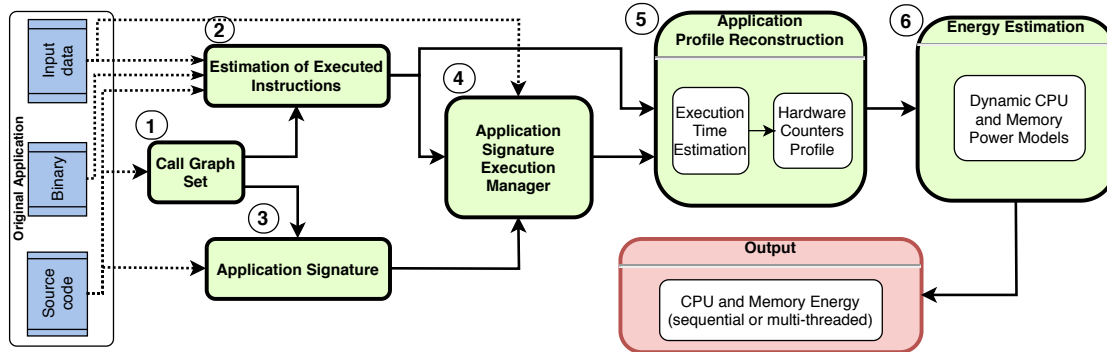 Original Application
Input
data
Binary
Source
code
1
Call Graph
Set
2
Estimation of Executed
Instructions
3
Application Signature
4
Application
Signature
Execution
Manager
5
Application
Profile Reconstruction
Execution
Time
Estimation
Hardware
Counters
Profile
6
Energy Estimation
Dynamic CPU
and Memory
Power Models
Output
CPU and Memory Energy
(sequential or multi-threaded)